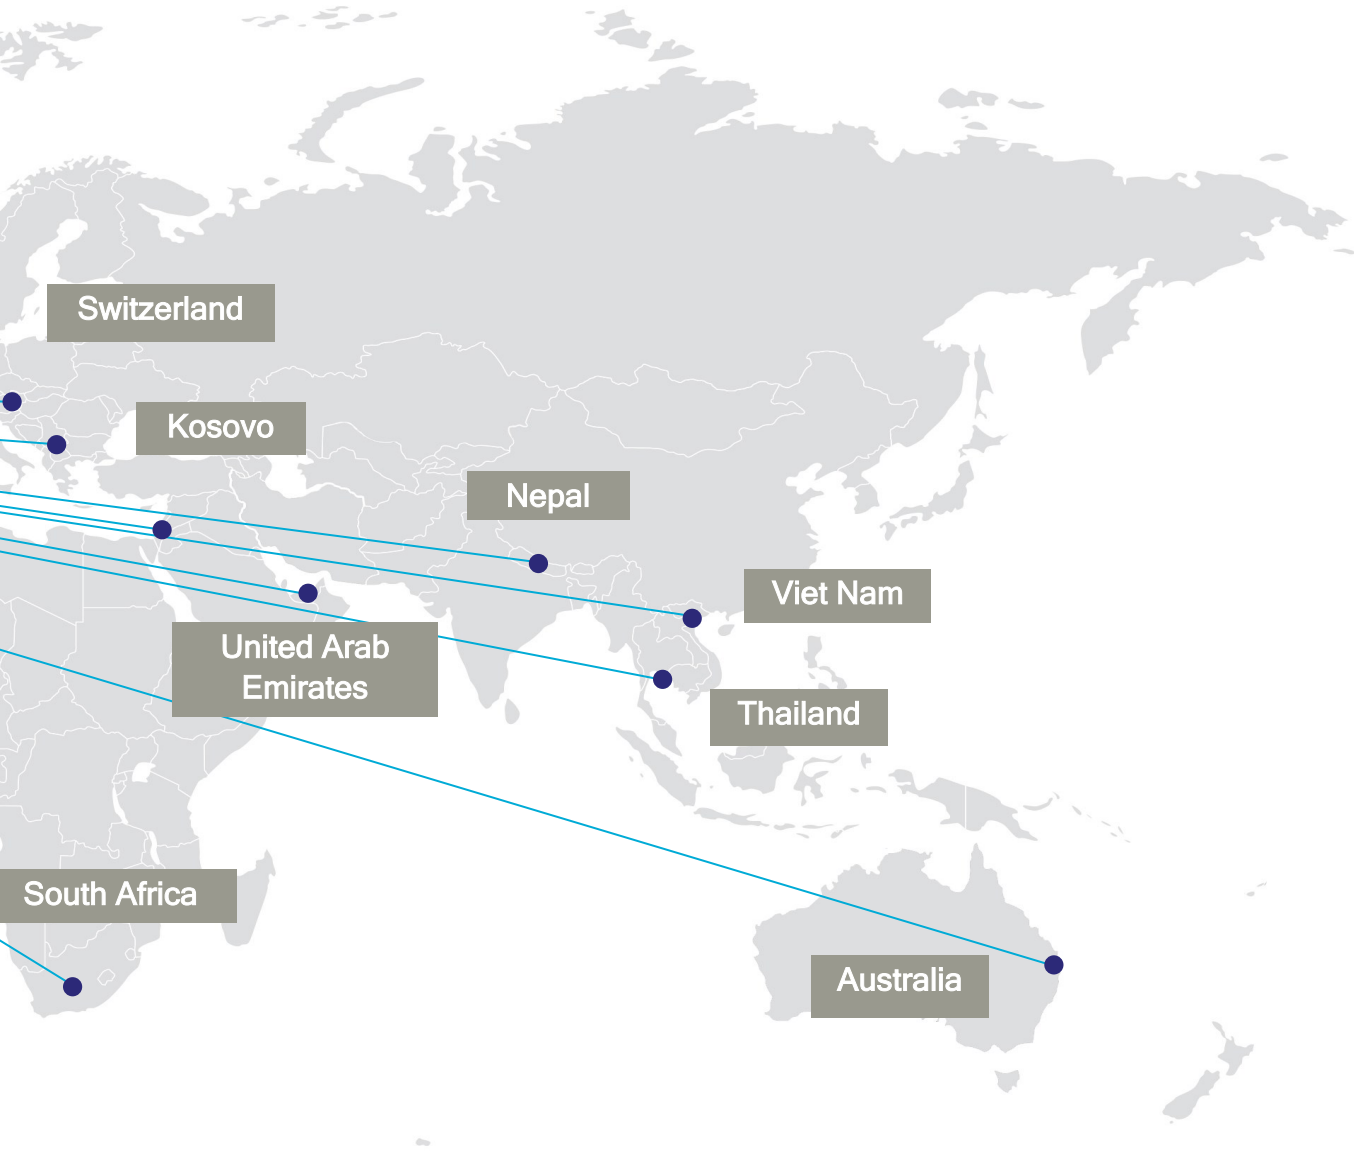 Switzerland
Kosovo
Nepal
Viet Nam
United Arab
Emirates
Thailand
South Africa
Australia